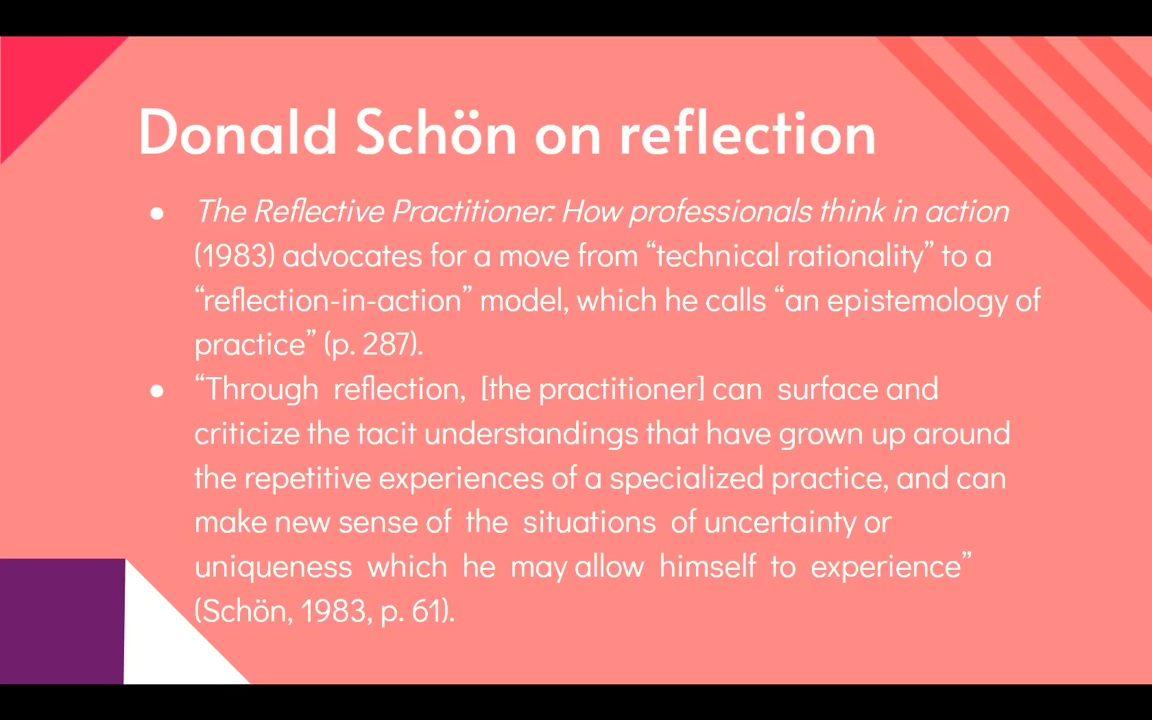 Donald Schön on reflection
● The Reflective Practitioner: How professionals think in action
(1983) advocates for a move from “technical rationality” to a
“reflection-in-action” model, which he calls “an epistemology of
practice” (p. 287).
● “Through reflection, [the practitioner] can surface and
criticize the tacit understandings that have grown up around
the repetitive experiences of a specialized practice, and can
make new sense of the situations of uncertainty or
uniqueness which he may allow himself to experience”
(Schön, 1983, p. 61).